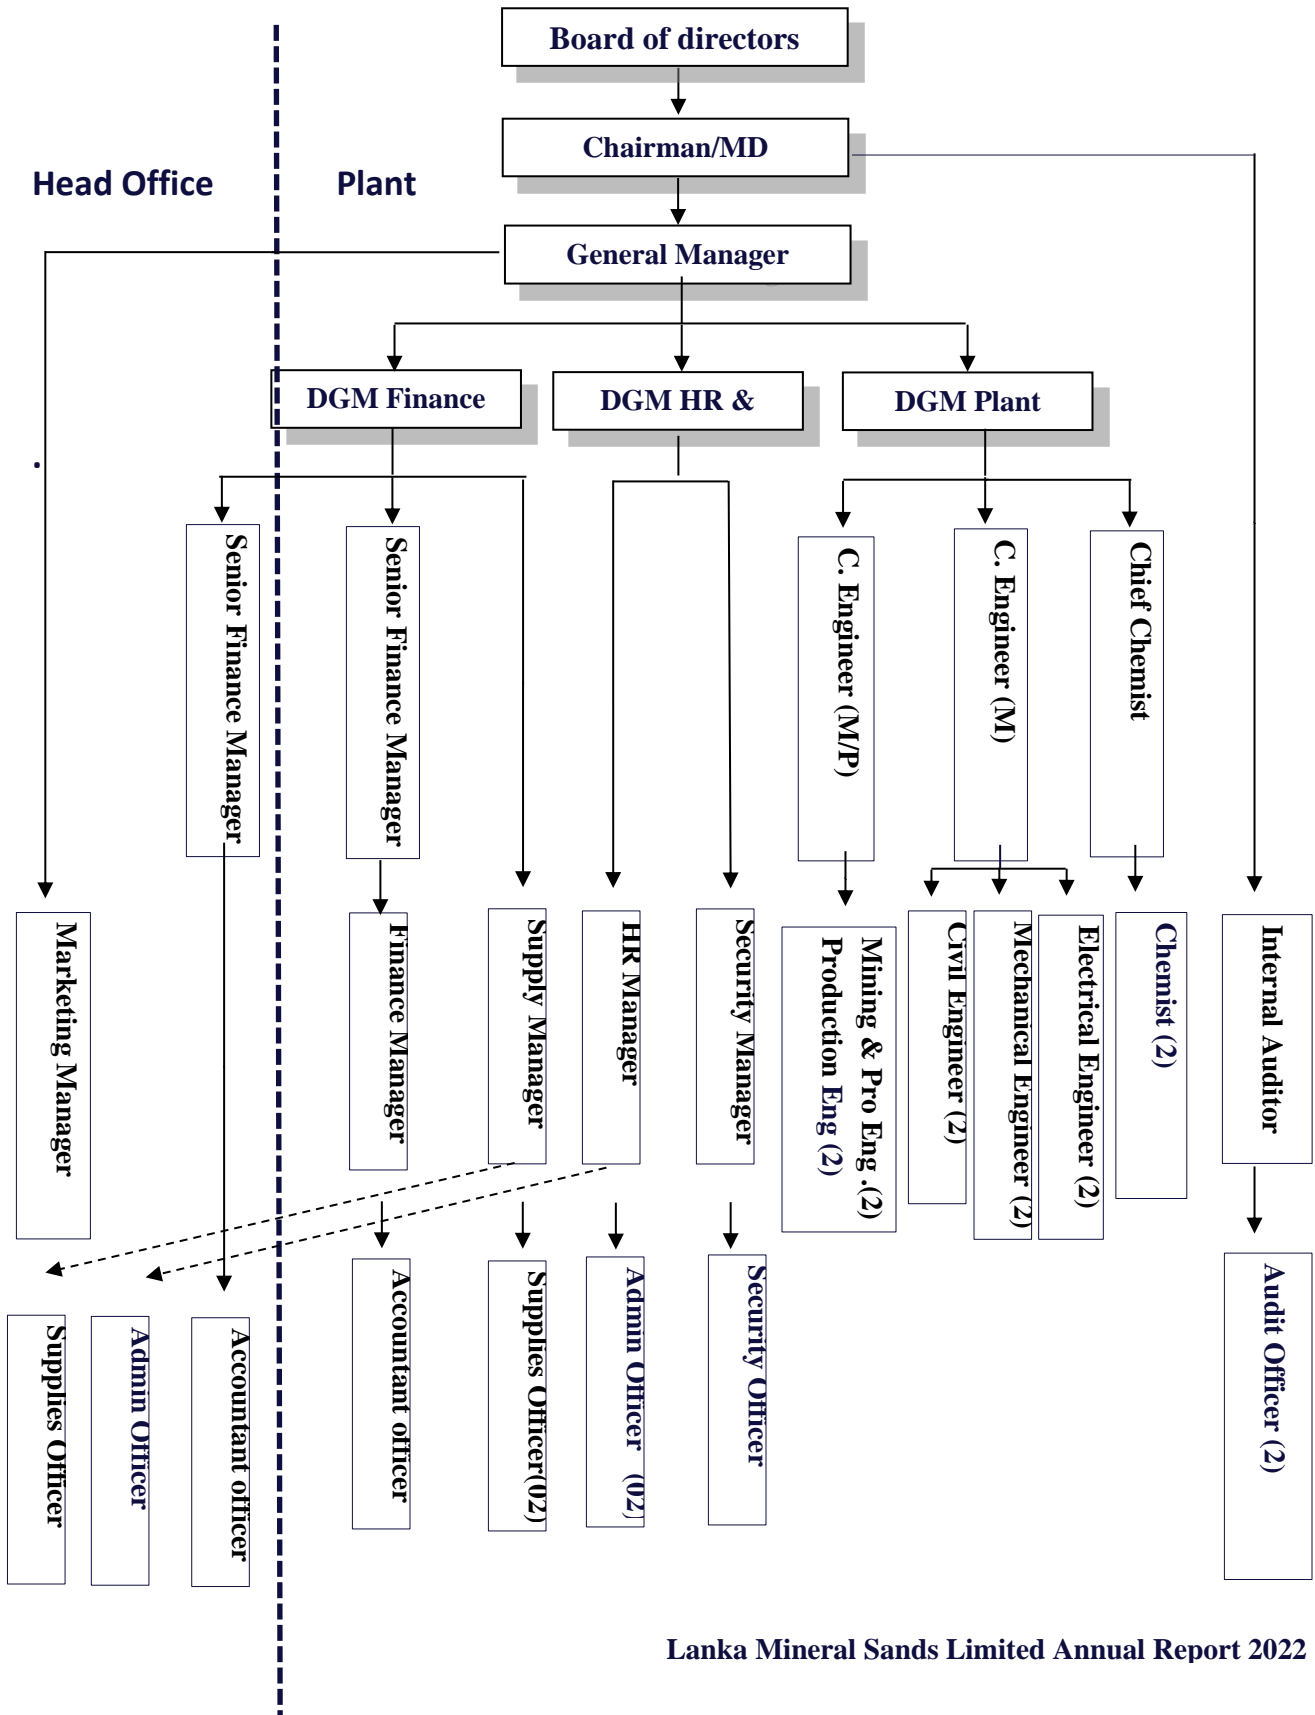 Board of directors
Chairman/MD
Head Office
Plant
General Manager
DGM Finance
DGM HR &
DGM Plant
.
Senior Finance Manager
Senior Finance Manager
C. Engineer (M/P)
C. Engineer (M)
Chief Chemist
Marketing Manager
Finance Manager
Supply Manager
HR Manager
Security Manager
Mining & Pro Eng .(2)
Production Eng (2)
Civil Engineer (2)
Mechanical Engineer (2)
Electrical Engineer (2)
Chemist (2)
Internal Auditor
Supplies Officer
Admin Officer
Accountant officer
Accountant officer
Supplies Officer(02)
Admin Officer (02)
Security Officer
Audit Officer (2)
Lanka Mineral Sands Limited Annual Report 2022